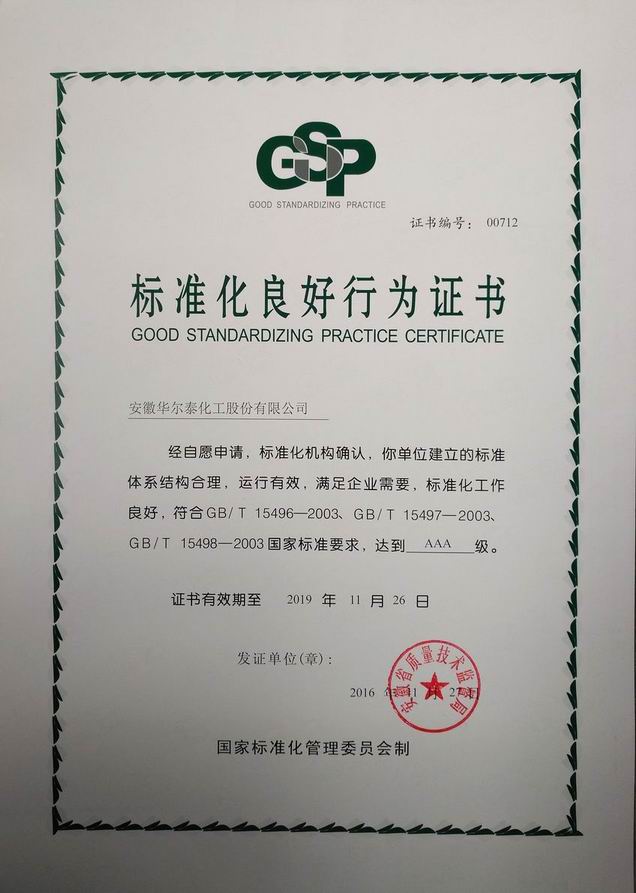 GSP
GOOD STANDARDIZING PRACTICE
证书编号： 00712
标准化良好行为证书
GOOD STANDARDIZING PRACTICE CERTIFICATE
安徽华尔泰化工股份有限公司
经自愿申请，标准化机构确认，你单位建立的标准
体系结构合理，运行有效，满足企业需要，标准化工作
良好，符合GB/T 15496—2003、GB/T 15497—2003、
GB/T 15498—2003国家标准要求，达到 AAA 级。
证书有效期至 2019 年 11 月 26 日
发证单位(章)：
2016 年 11 月 27 日
安徽省质量技术监督局
国家标准化管理委员会制